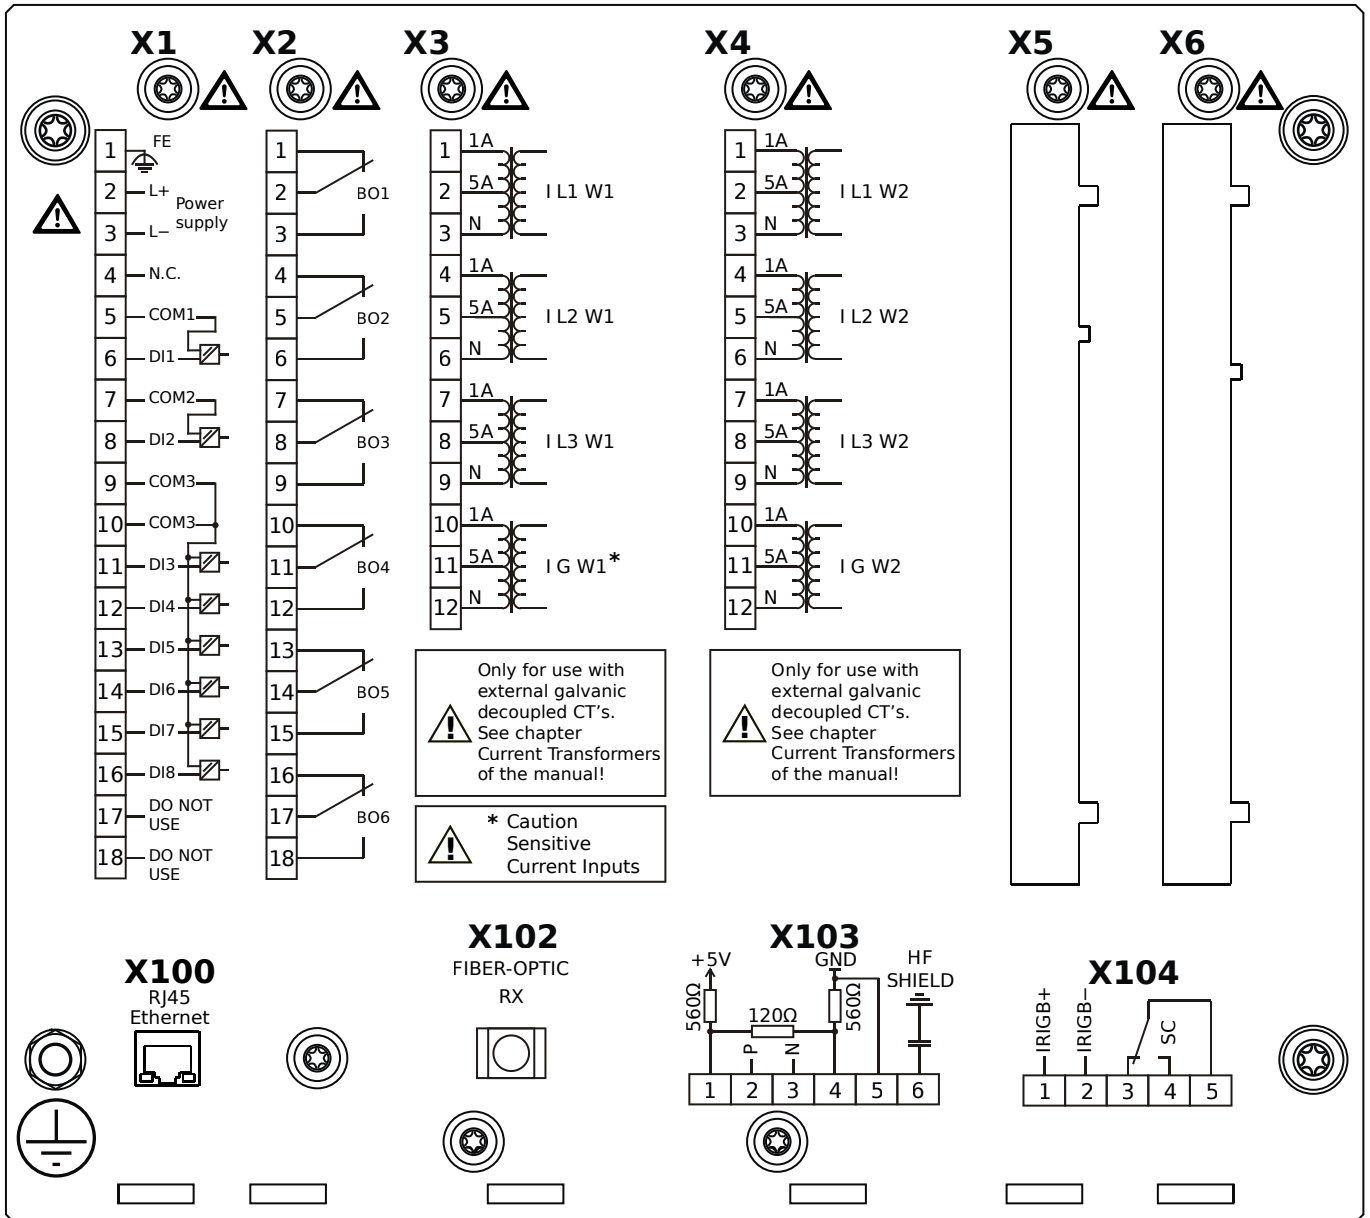 X1
X2
X3
X4
X5
X6
1 FE
2 L+
Power
supply
3 L−
4 N.C.
5 COM1
6 DI1
7 COM2
8 DI2
9 COM3
10 COM3
11 DI3
12 DI4
13 DI5
14 DI6
15 DI7
16 DI8
17 DO NOT
USE
18 DO NOT
USE
1
2 BO1
3
4
5 BO2
6
7
8 BO3
9
10
11 BO4
12
13
14 BO5
15
16
17 BO6
18
1 1A
2 5A I L1 W1
3 N
4 1A
5 5A I L2 W1
6 N
7 1A
8 5A I L3 W1
9 N
10 1A
11 5A I G W1*
12 N
Only for use with
external galvanic
decoupled CT's.
See chapter
Current Transformers
of the manual!
* Caution
Sensitive
Current Inputs
1 1A
2 5A I L1 W2
3 N
4 1A
5 5A I L2 W2
6 N
7 1A
8 5A I L3 W2
9 N
10 1A
11 5A I G W2
12 N
Only for use with
external galvanic
decoupled CT's.
See chapter
Current Transformers
of the manual!
X100
RJ45
Ethernet
X102
FIBER-OPTIC
RX
X103
+5V
GND
HF
SHIELD
560Ω
120Ω
560Ω
P
N
1 2 3 4 5 6
X104
IRIGB+
IRIGB−
SC
1 2 3 4 5